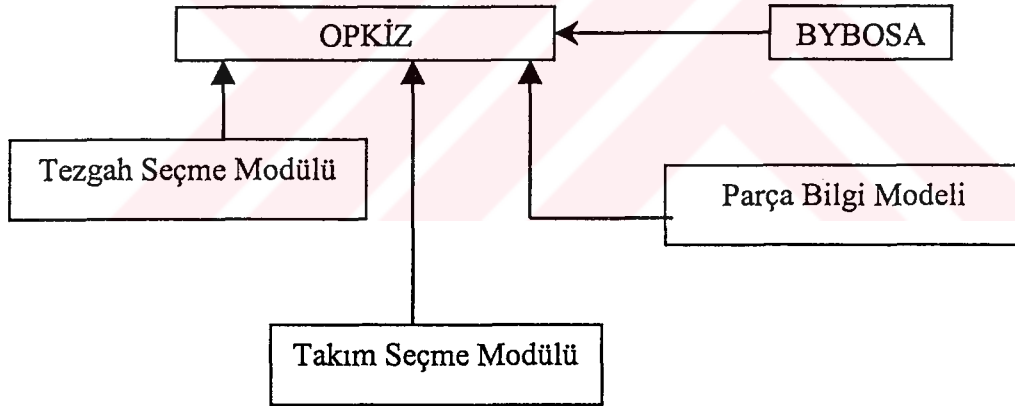 OPKİZ
BYBOSA
Tezgah Seçme Modülü
Parça Bilgi Modeli
Takım Seçme Modülü